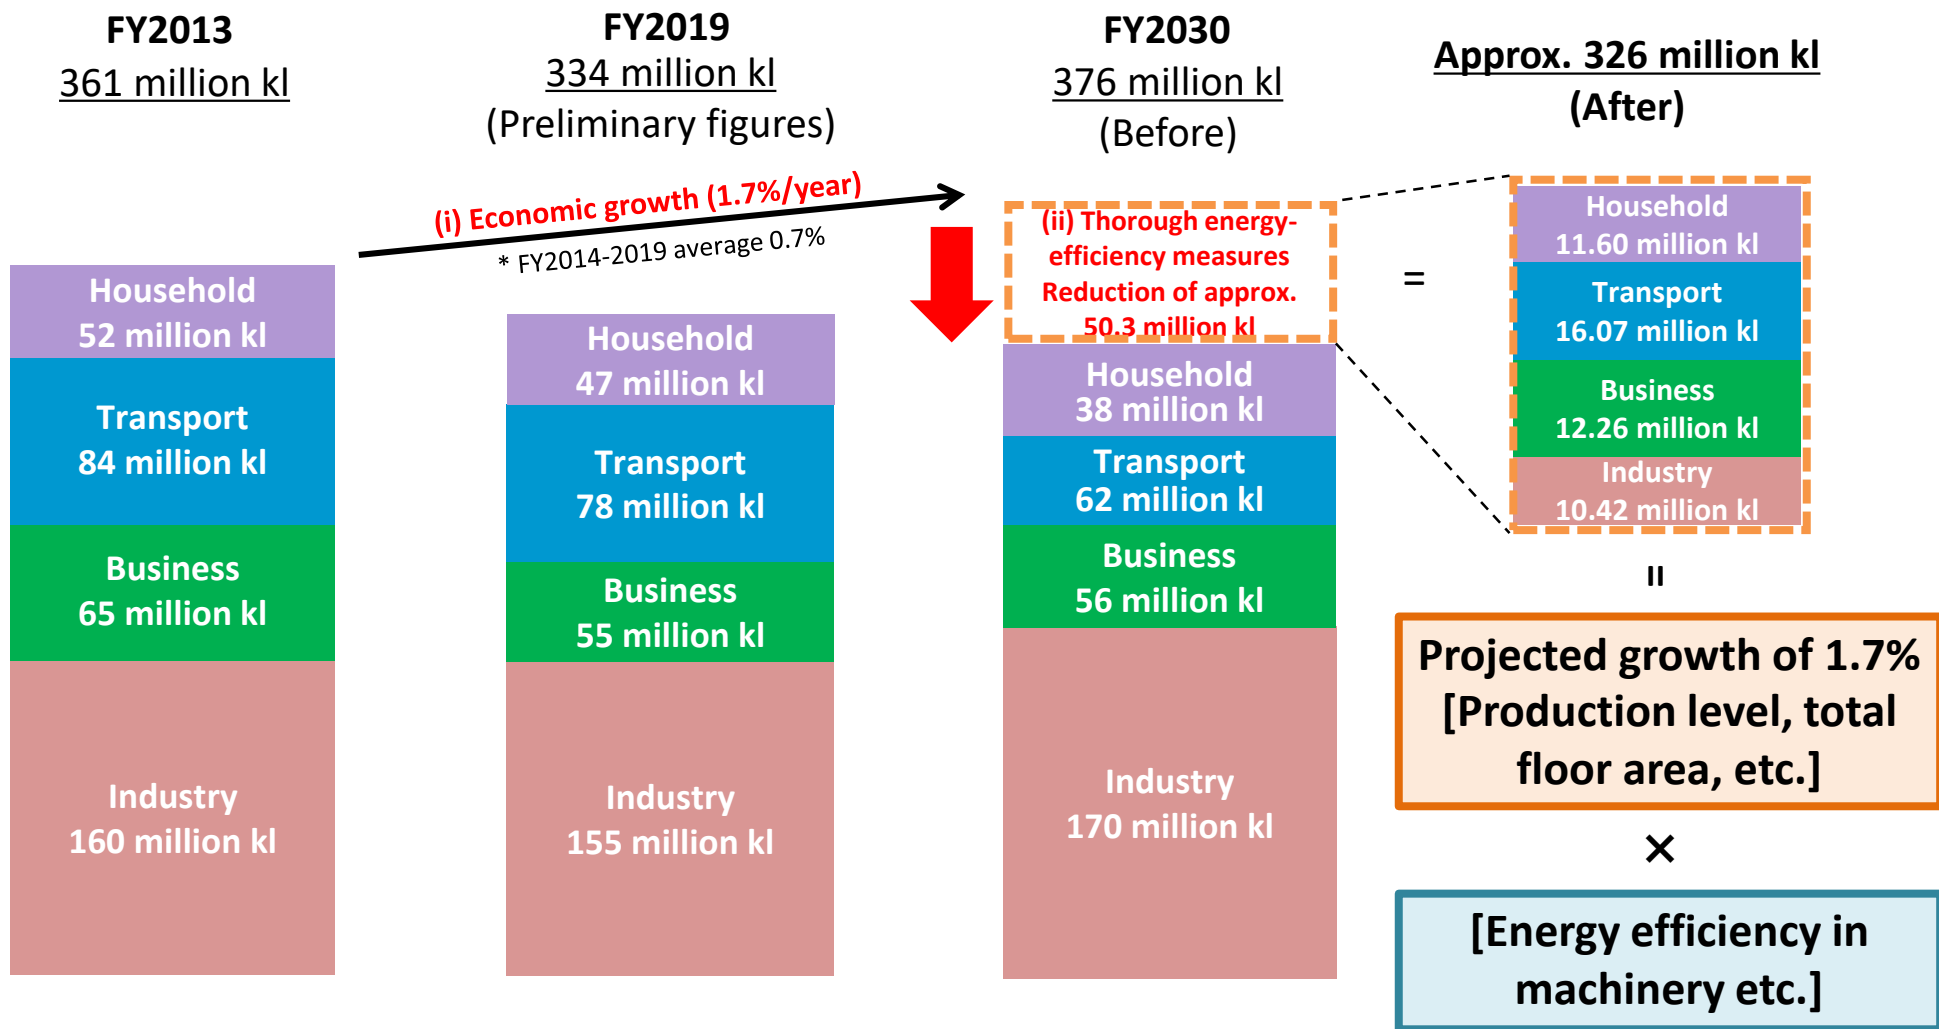 FY2013
361 million kl
FY2019
334 million kl
(Preliminary figures)
FY2030
376 million kl
(Before)
Approx. 326 million kl
(After)
(i) Economic growth (1.7%/year)
* FY2014-2019 average 0.7%
Household
52 million kl
Transport
84 million kl
Business
65 million kl
Industry
160 million kl
Household
47 million kl
Transport
78 million kl
Business
55 million kl
Industry
155 million kl
(ii) Thorough energy-
efficiency measures
Reduction of approx.
50.3 million kl
Household
38 million kl
Transport
62 million kl
Business
56 million kl
Industry
170 million kl
=
Household
11.60 million kl
Transport
16.07 million kl
Business
12.26 million kl
Industry
10.42 million kl
=
Projected growth of 1.7%
[Production level, total
floor area, etc.]
×
[Energy efficiency in
machinery etc.]